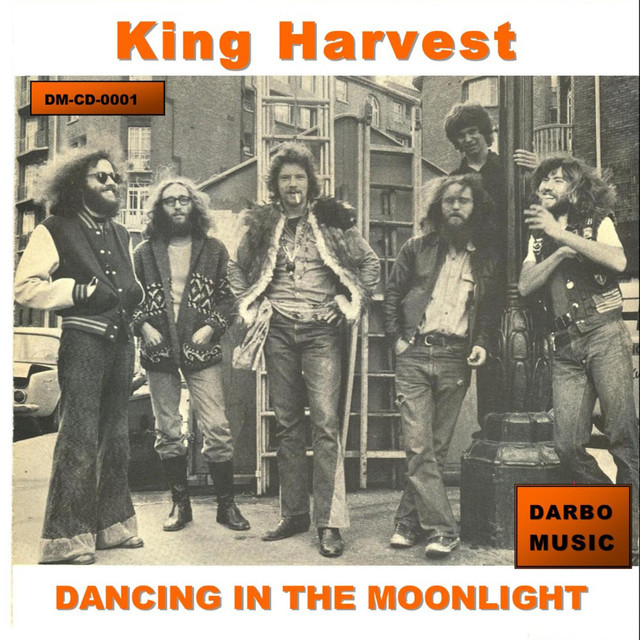 King Harvest
DM-CD-0001
DARBO
MUSIC
DANCING IN THE MOONLIGHT